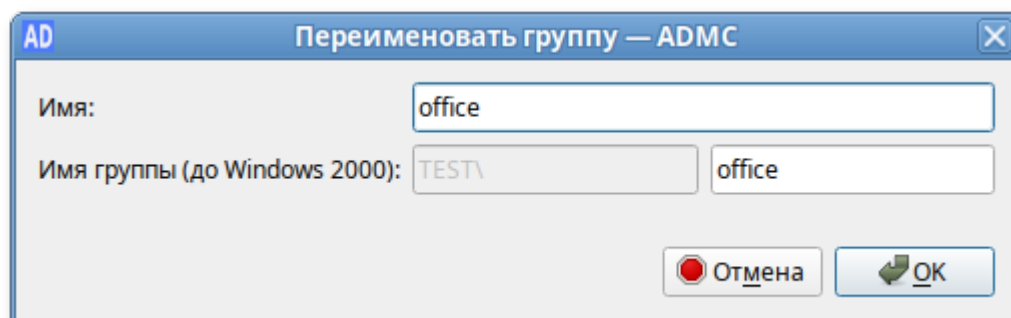 AD Переименовать группу — ADMC
Имя: office
Имя группы (до Windows 2000): TEST\ office
Отмена OK